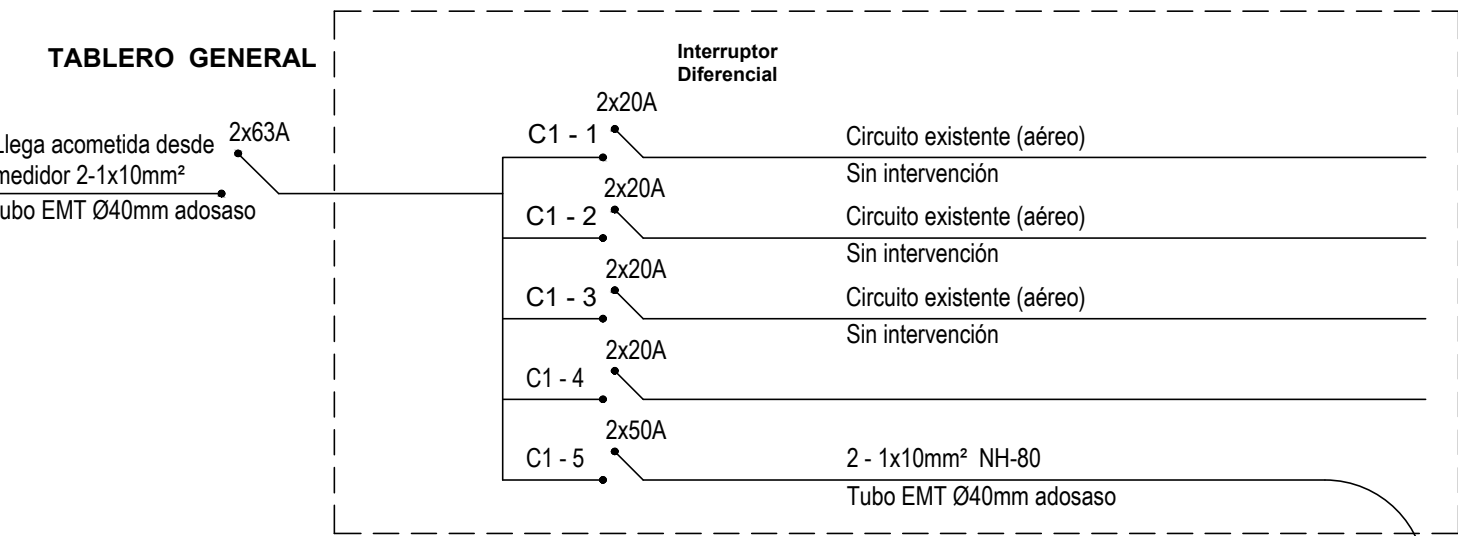 TABLERO GENERAL
Interruptor
Diferencial
Llega acometida desde
medidor 2-1x10mm²
tubo EMT Ø40mm adosaso
2x63A
C1 - 1
2x20A
Circuito existente (aéreo)
Sin intervención
C1 - 2
2x20A
Circuito existente (aéreo)
Sin intervención
C1 - 3
2x20A
Circuito existente (aéreo)
Sin intervención
C1 - 4
2x20A
C1 - 5
2x50A
2 - 1x10mm² NH-80
Tubo EMT Ø40mm adosaso